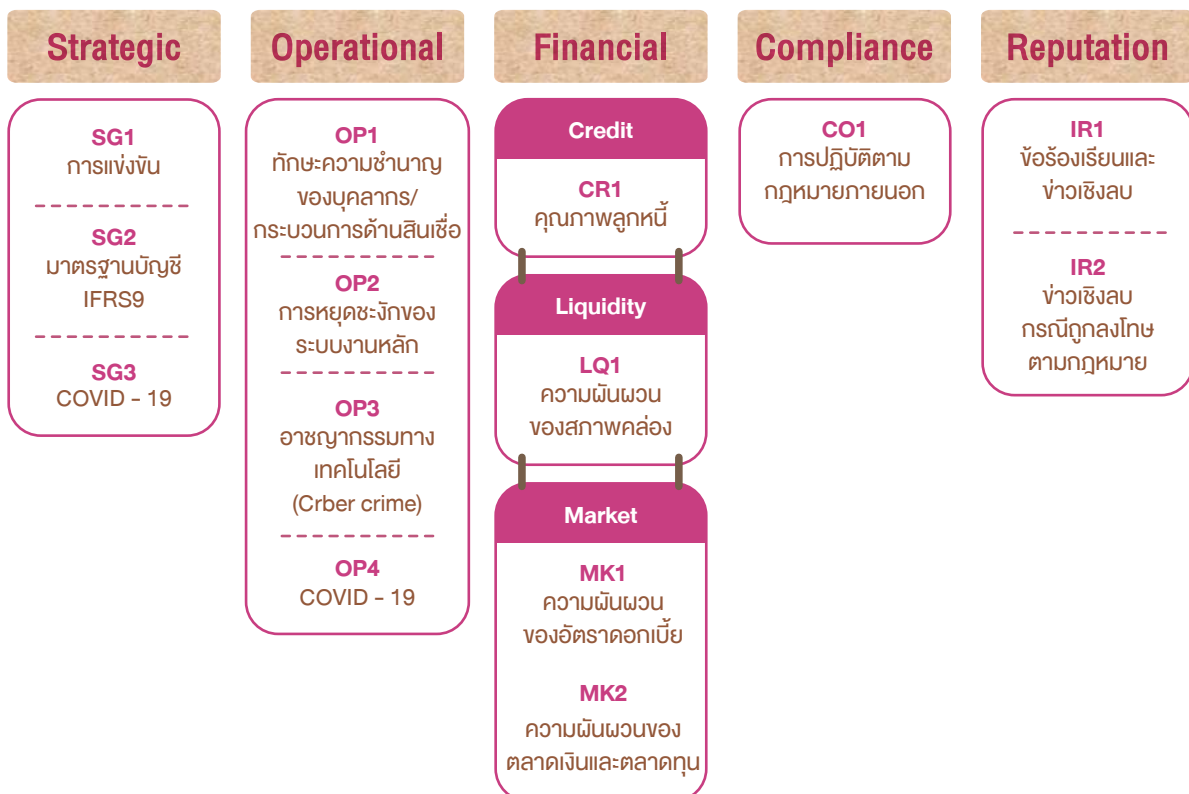 Strategic
SG1
การแข่งขัน
SG2
มาตรฐานบัญชี
IFRS9
SG3
COVID - 19
Operational
OP1
ทักษะความชำนาญ
ของบุคลากร/
กระบวนการด้านสินเชื่อ
OP2
การหยุดชะงักของ
ระบบงานหลัก
OP3
อาชญากรรมทาง
เทคโนโลยี
(Crber crime)
OP4
COVID - 19
Financial
Credit
CR1
คุณภาพลูกหนี้
Liquidity
LQ1
ความผันผวน
ของสภาพคล่อง
Market
MK1
ความผันผวน
ของอัตราดอกเบี้ย
MK2
ความผันผวนของ
ตลาดเงินและตลาดทุน
Compliance
CO1
การปฏิบัติตาม
กฎหมายภายนอก
Reputation
IR1
ข้อร้องเรียนและ
ข่าวเชิงลบ
IR2
ข่าวเชิงลบ
กรณีถูกลงโทษ
ตามกฎหมาย